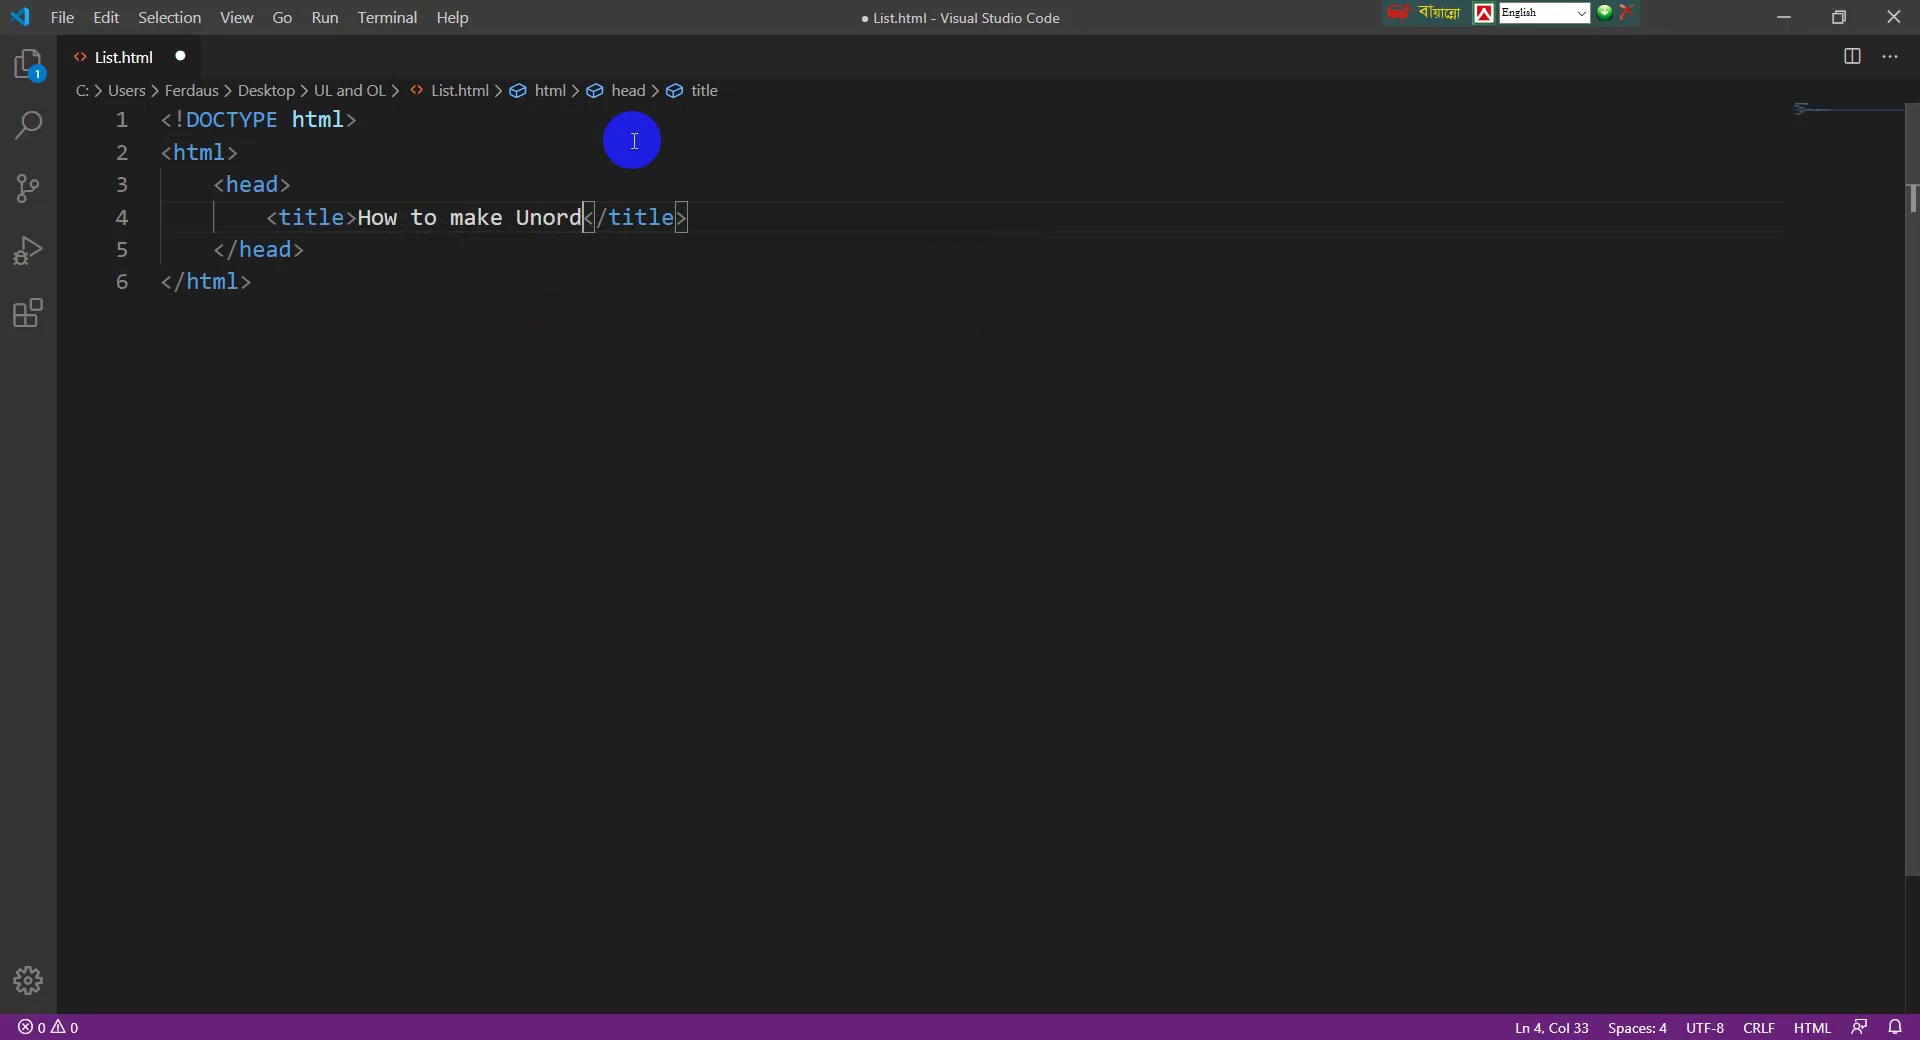 File Edit Selection View Go Run Terminal Help
● List.html - Visual Studio Code
বায়ান্নো English
1
List.html
C: > Users > Ferdaus > Desktop > UL and OL > List.html > html > head > title
1 <!DOCTYPE html>
2 <html>
3 <head>
4 <title>How to make Unord</title>
5 </head>
6 </html>
0 0
Ln 4, Col 33 Spaces: 4 UTF-8 CRLF HTML